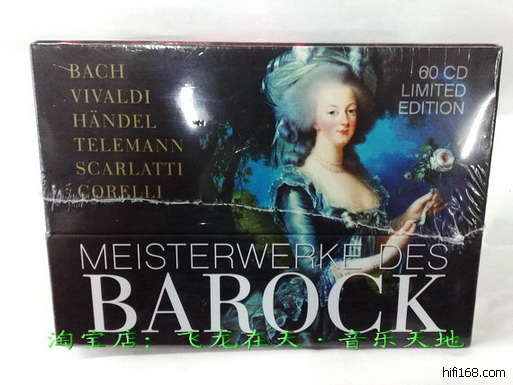 BACH
VIVALDI
HÄNDEL
TELEMANN
SCARLATTI
CORELLI
60 CD
LIMITED
EDITION
MEISTERWERKE DES
BAROCK
淘宝店：飞龙在天·音乐天地
hifi168.com